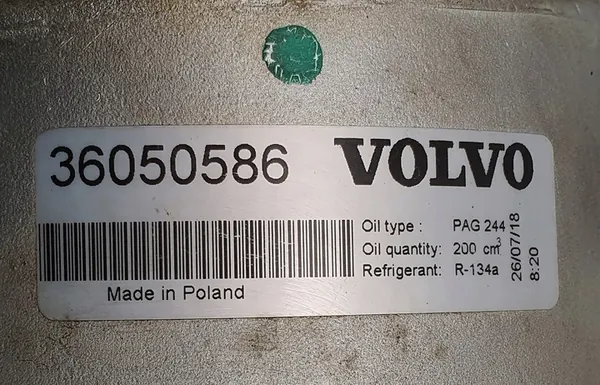 36050586 VOLVO
Oil type : PAG 244
Oil quantity: 200 cm³
Refrigerant: R-134a
26/07/18
8:20
Made in Poland